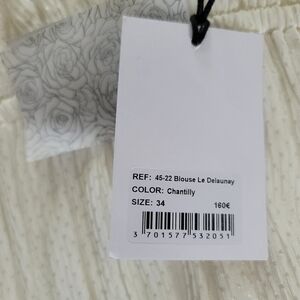 REF: 45-22 Blouse Le Delaunay
COLOR: Chantilly
SIZE: 34 160€
3 701577 532051